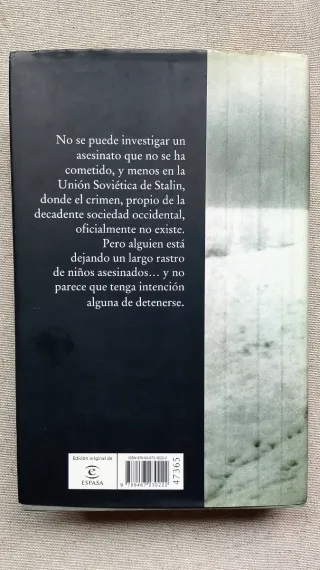 No se puede investigar un
asesinato que no se ha
cometido, y menos en la
Unión Soviética de Stalin,
donde el crimen, propio de la
decadente sociedad occidental,
oficialmente no existe.
Pero alguien está
dejando un largo rastro
de niños asesinados... y no
parece que tenga intención
alguna de detenerse.
Edición original de
ESPASA
47365